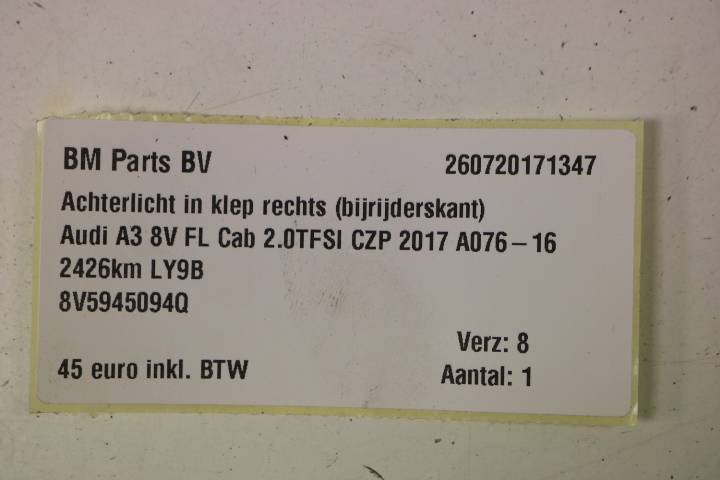 BM Parts BV 260720171347
Achterlicht in klep rechts (bijrijderskant)
Audi A3 8V FL Cab 2.0TFSI CZP 2017 A076-16
2426km LY9B
8V5945094Q
Verz: 8
45 euro inkl. BTW Aantal: 1